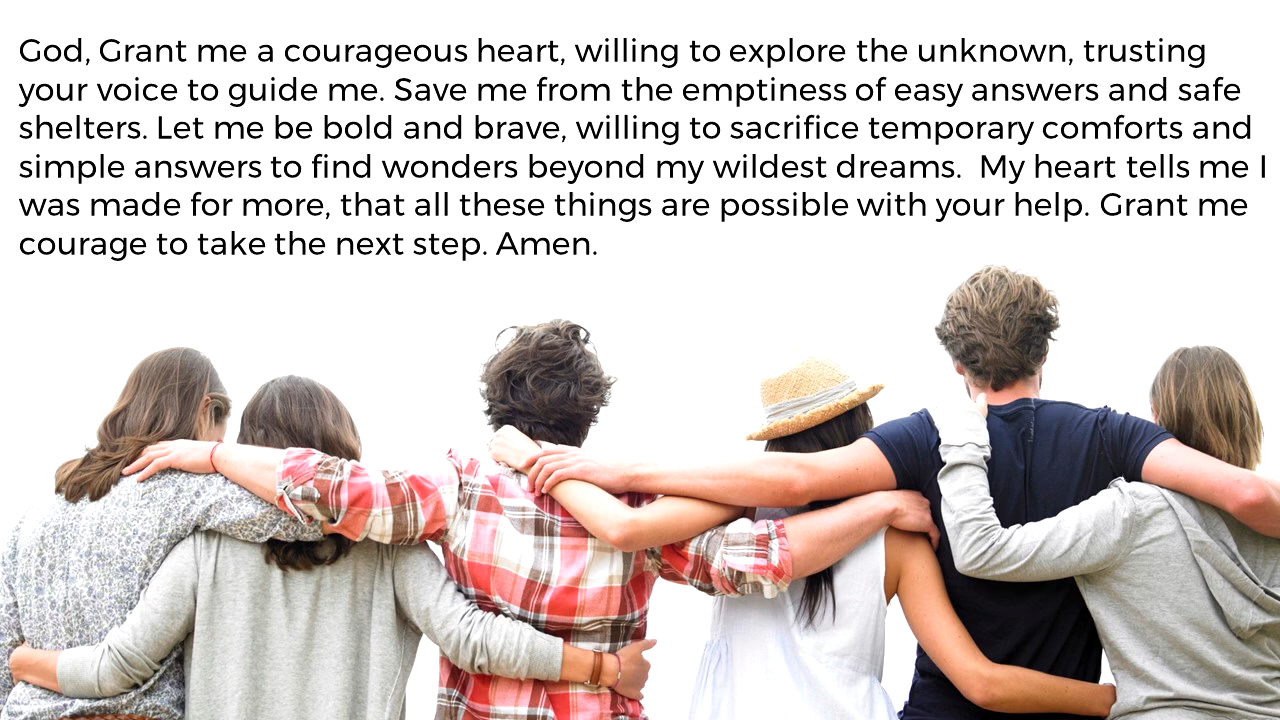 God, Grant me a courageous heart, willing to explore the unknown, trusting
your voice to guide me. Save me from the emptiness of easy answers and safe
shelters. Let me be bold and brave, willing to sacrifice temporary comforts and
simple answers to find wonders beyond my wildest dreams.  My heart tells me I
was made for more, that all these things are possible with your help. Grant me
courage to take the next step. Amen.